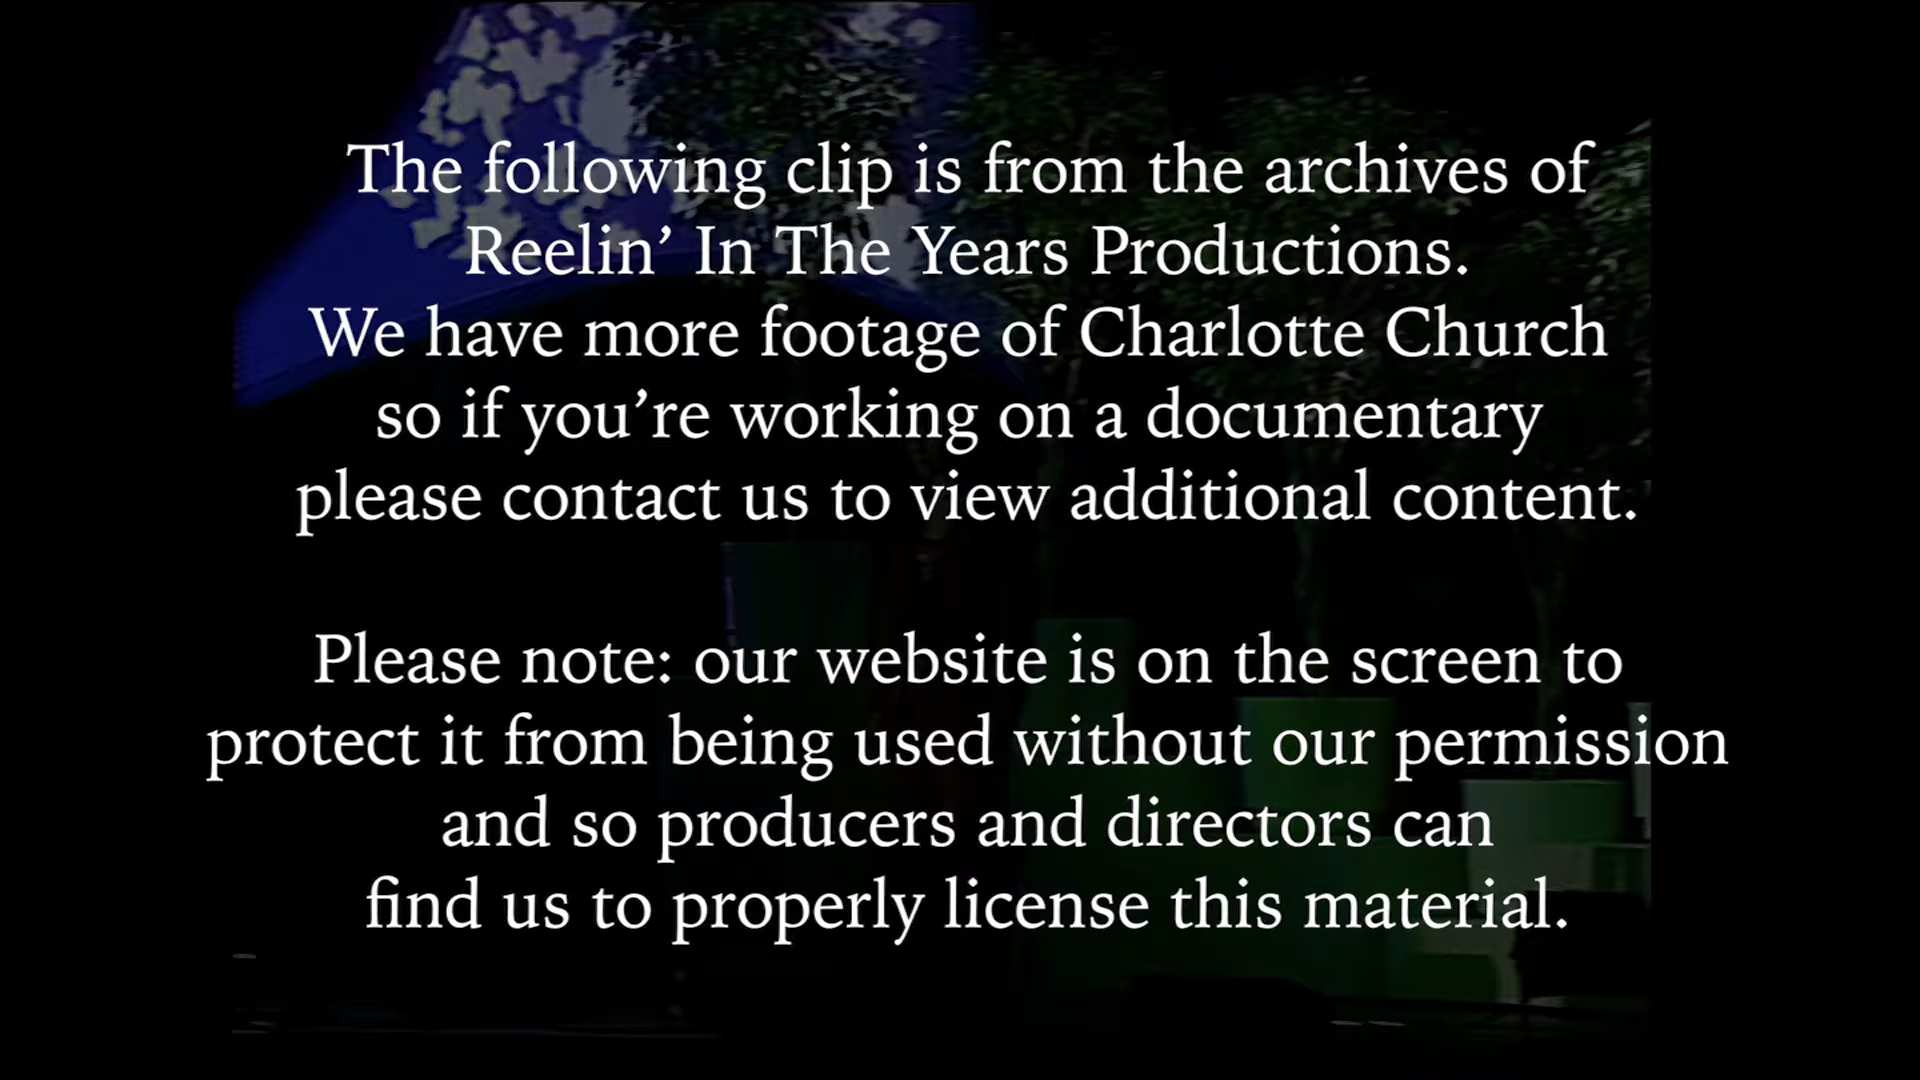 The following clip is from the archives of
Reelin’ In The Years Productions.
We have more footage of Charlotte Church
so if you’re working on a documentary
please contact us to view additional content.
Please note: our website is on the screen to
protect it from being used without our permission
and so producers and directors can
find us to properly license this material.